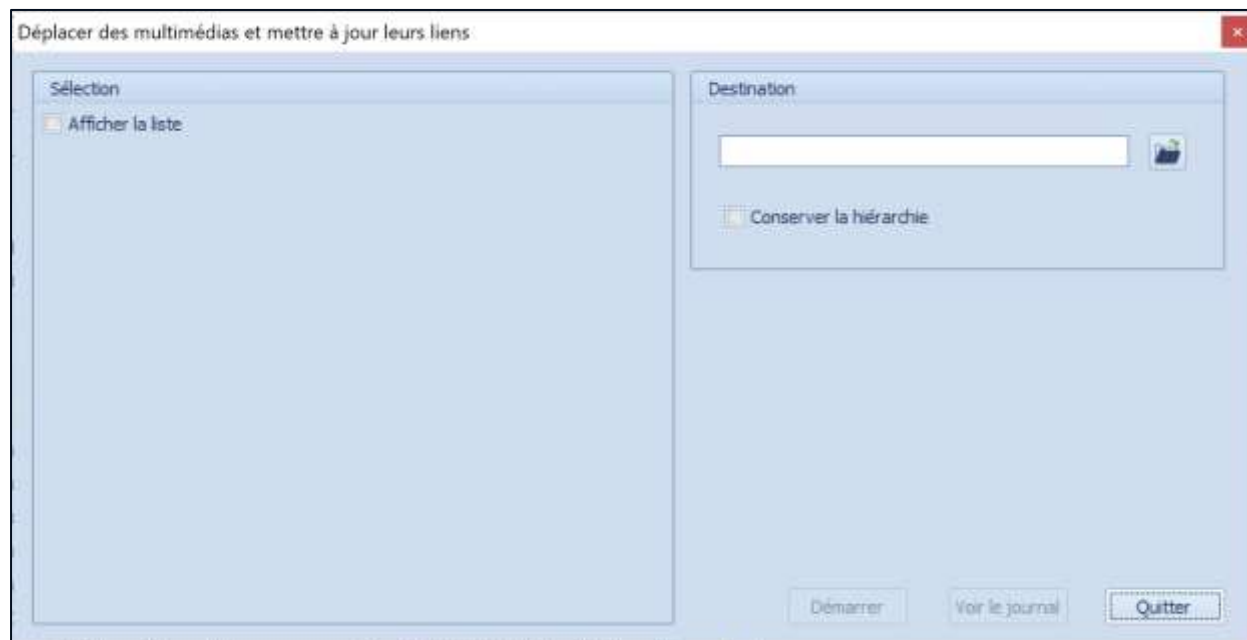 Déplacer des multimédias et mettre à jour leurs liens
Sélection
Afficher la liste
Destination
Conserver la hiérarchie
Démarrer
Voir le journal
Quitter